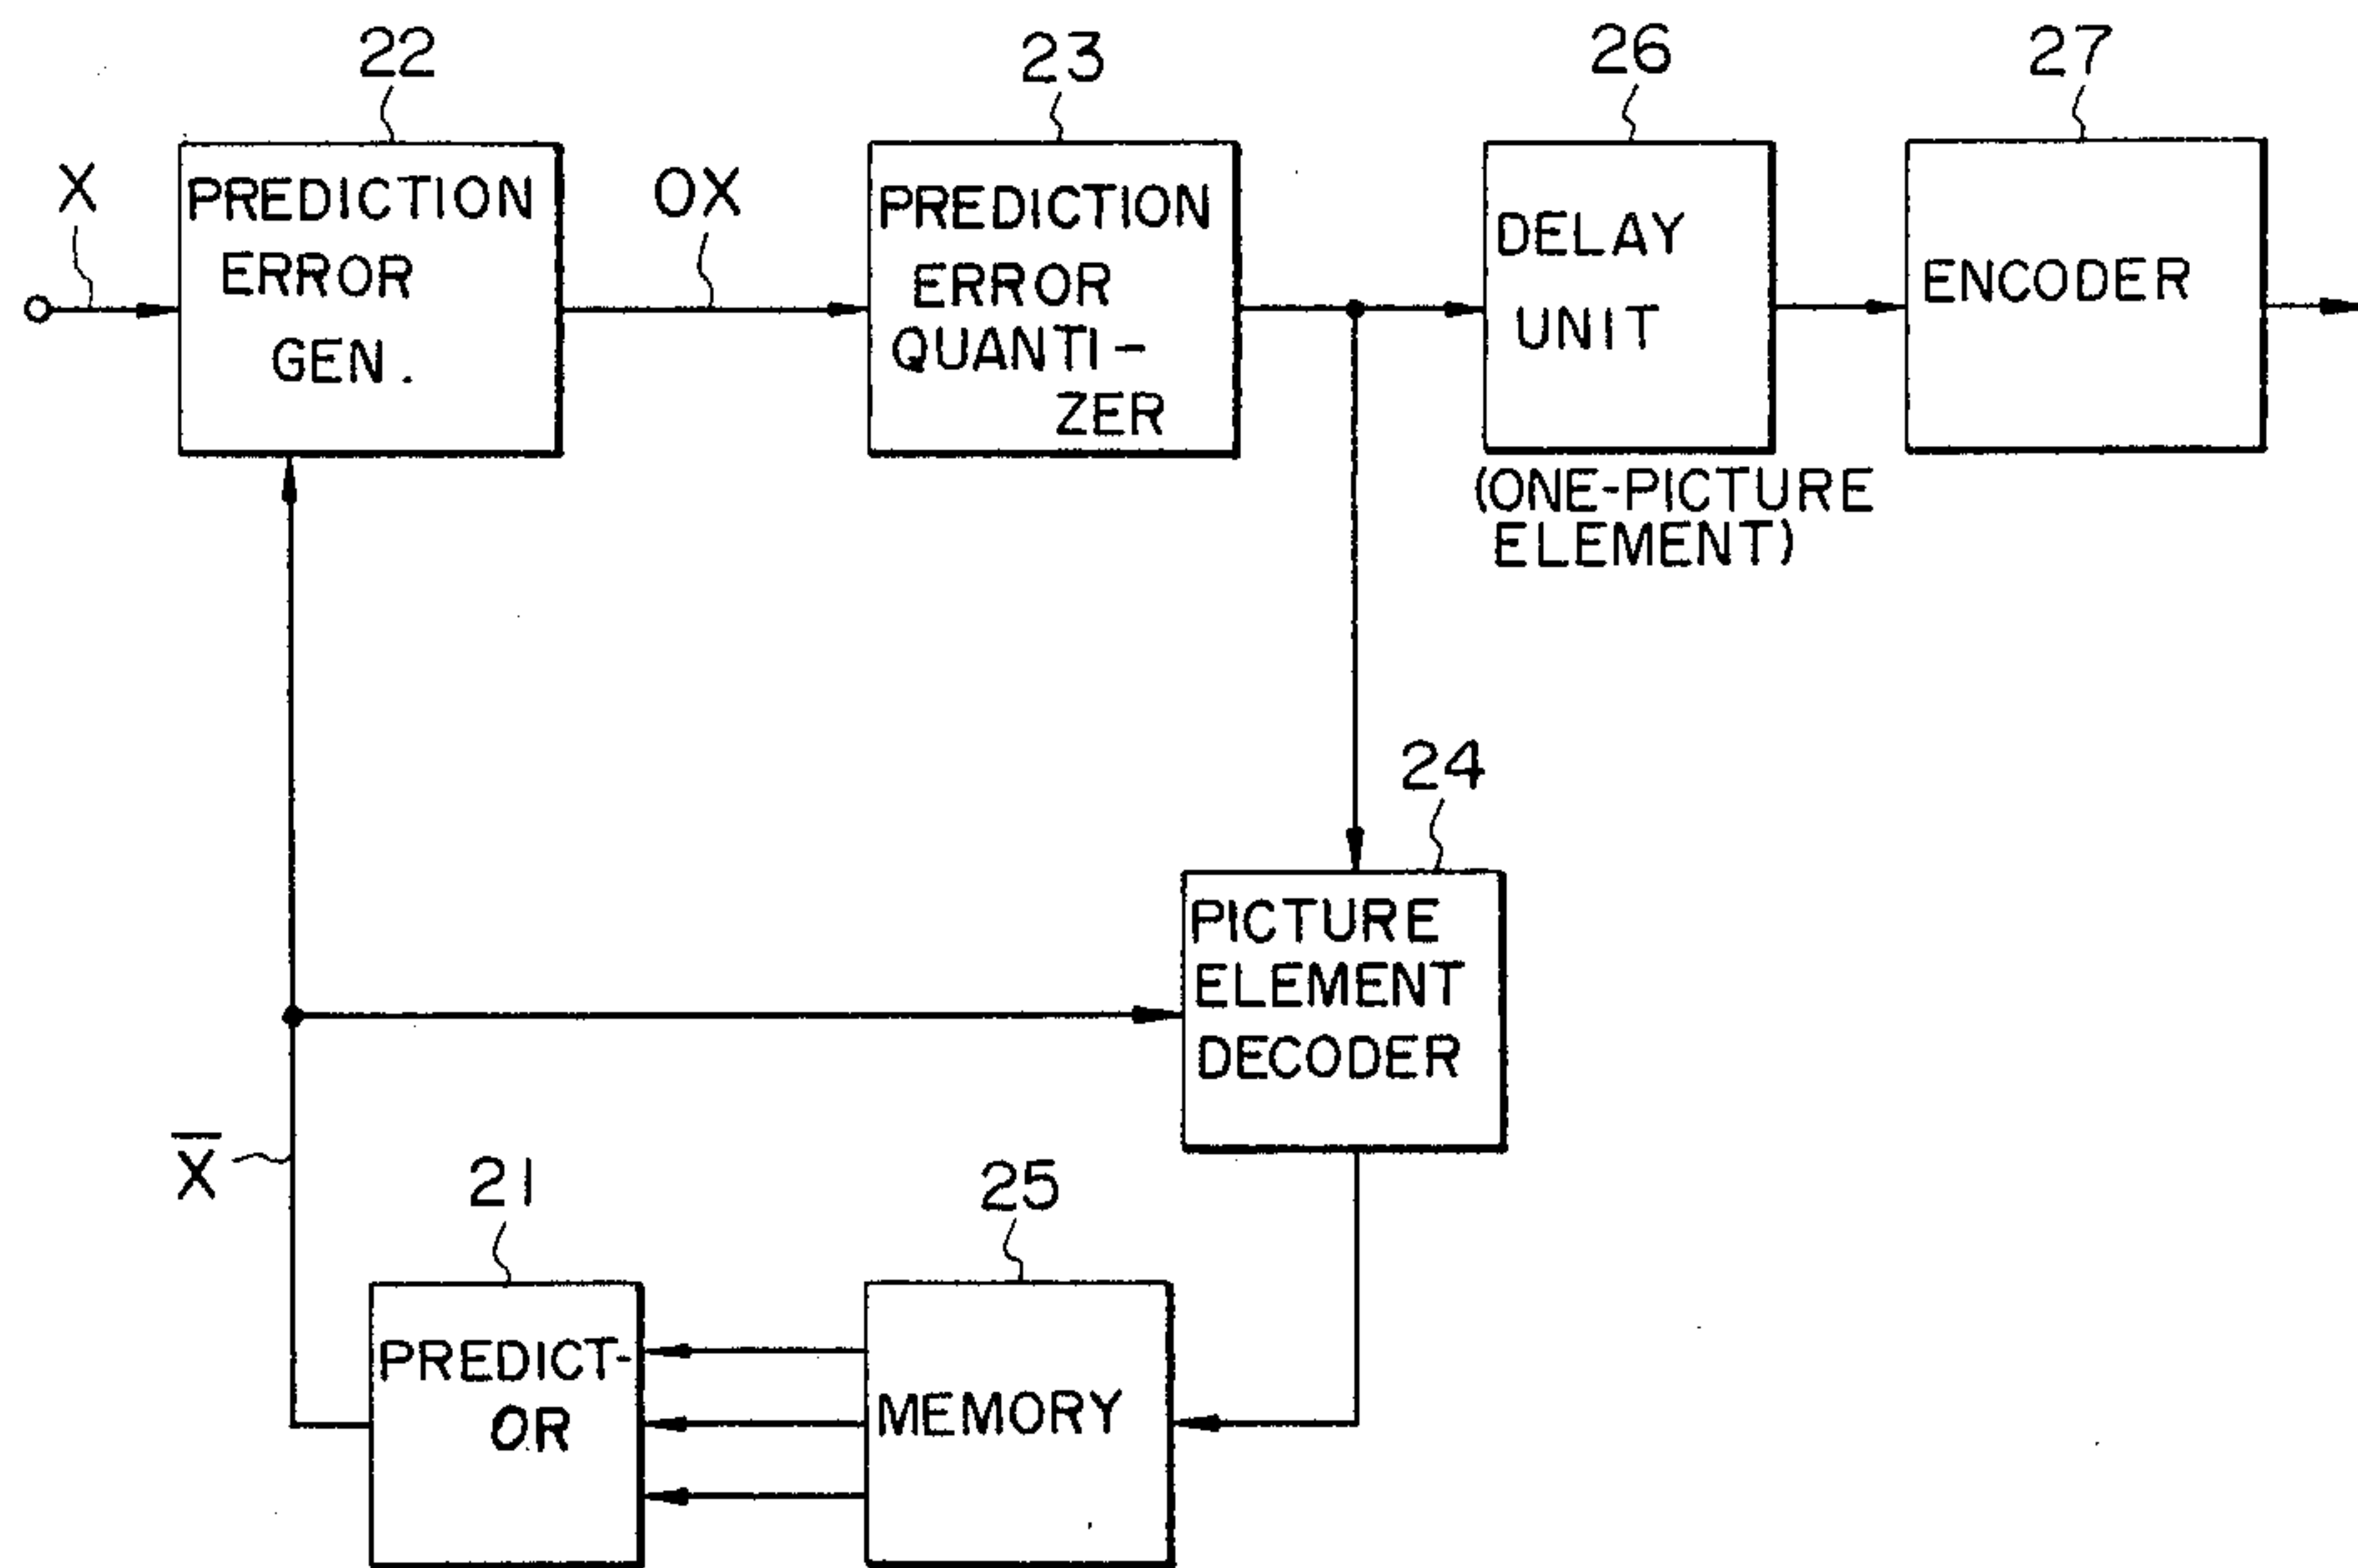 22
23
26
27
X
PREDICTION
ERROR
GEN.
OX
PREDICTION
ERROR
QUANTI-
ZER
DELAY
UNIT
(ONE-PICTURE
ELEMENT)
ENCODER
24
PICTURE
ELEMENT
DECODER
X̅
21
25
PREDICT-
OR
MEMORY